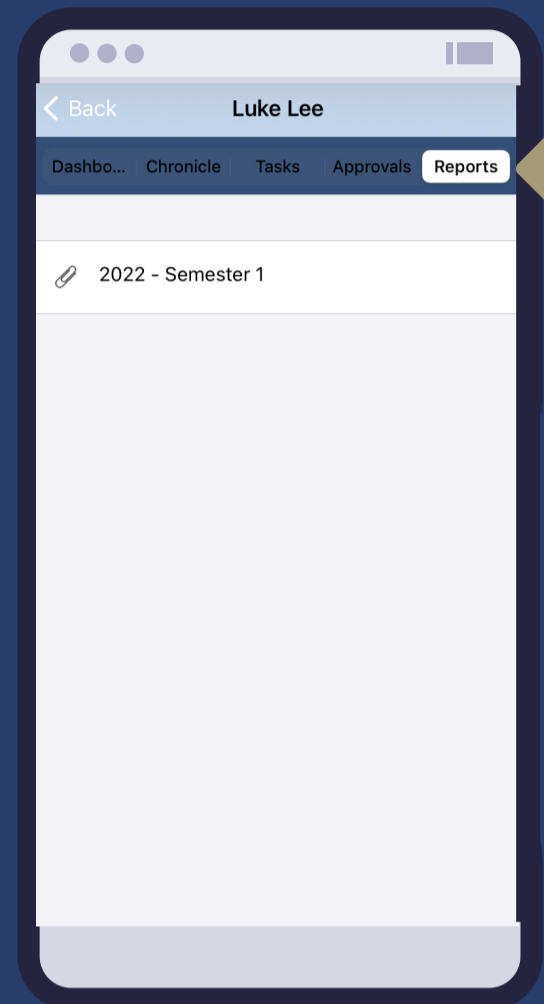 Back Luke Lee
Dashbo... Chronicle Tasks Approvals Reports
2022 - Semester 1